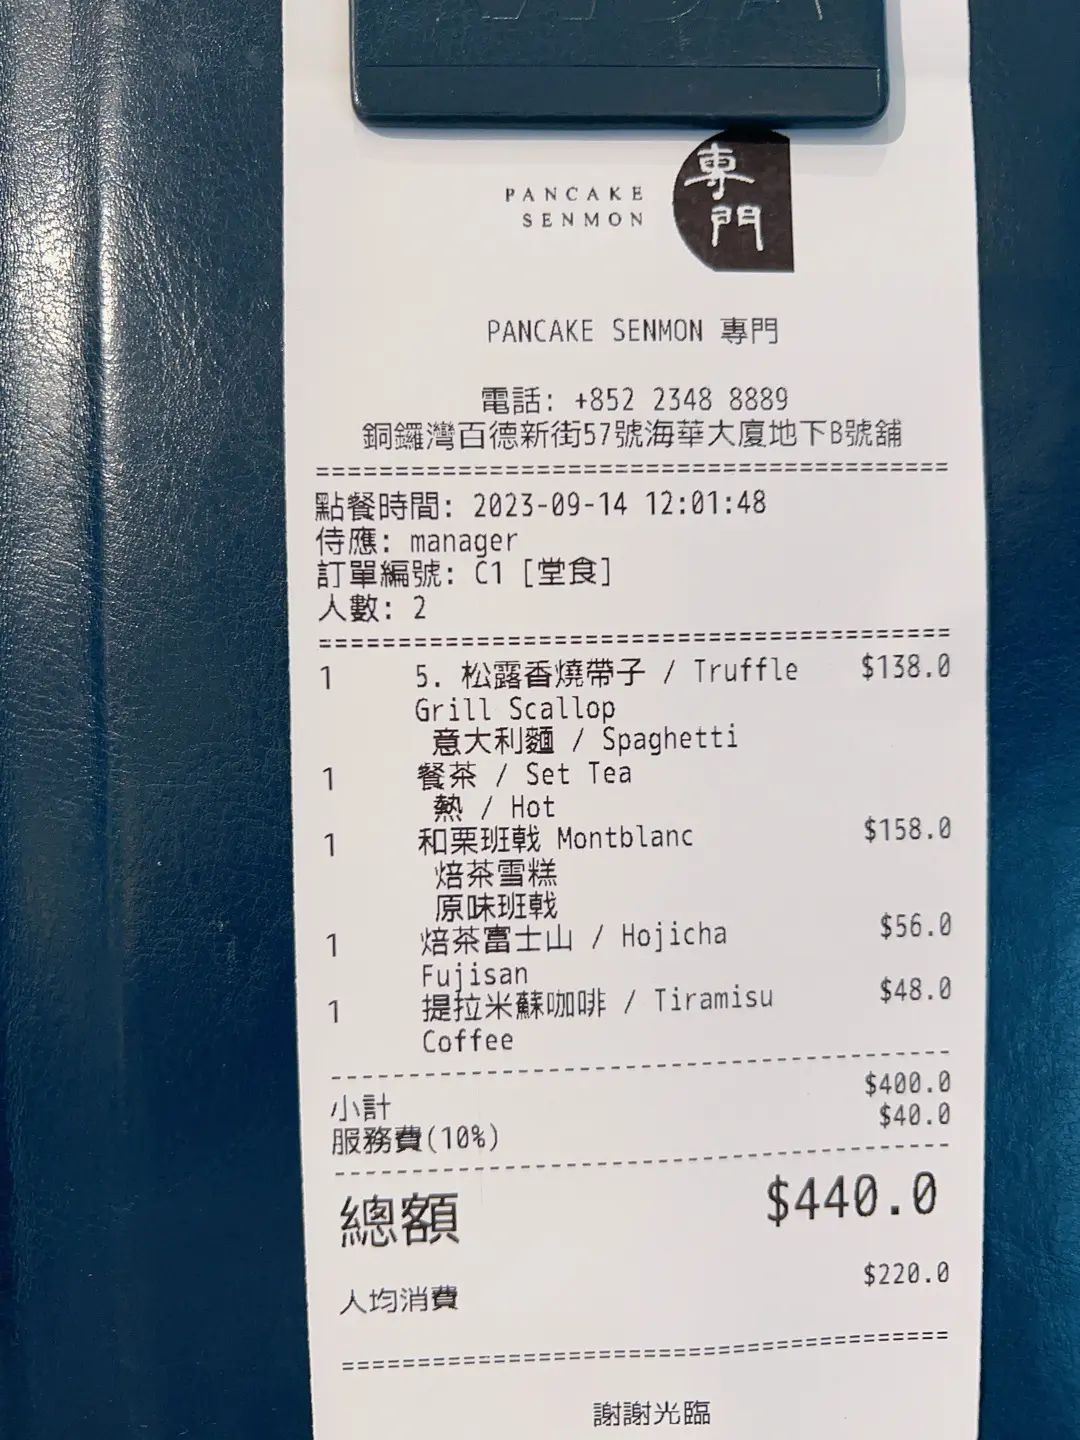 PANCAKE
SENMON
專門
PANCAKE SENMON 專門
電話: +852 2348 8889
銅鑼灣百德新街57號海華大廈地下B號舖
========================================
點餐時間: 2023-09-14 12:01:48
侍應: manager
訂單編號: C1 [堂食]
人數: 2
========================================
1 5. 松露香燒帶子 / Truffle $138.0
Grill Scallop
意大利麵 / Spaghetti
1 餐茶 / Set Tea
熱 / Hot
1 和栗班戟 Montblanc $158.0
焙茶雪糕
原味班戟
1 焙茶富士山 / Hojicha $56.0
Fujisan
1 提拉米蘇咖啡 / Tiramisu $48.0
Coffee
----------------------------------------
小計 $400.0
服務費(10%) $40.0
----------------------------------------
總額 $440.0
人均消費 $220.0
========================================
謝謝光臨